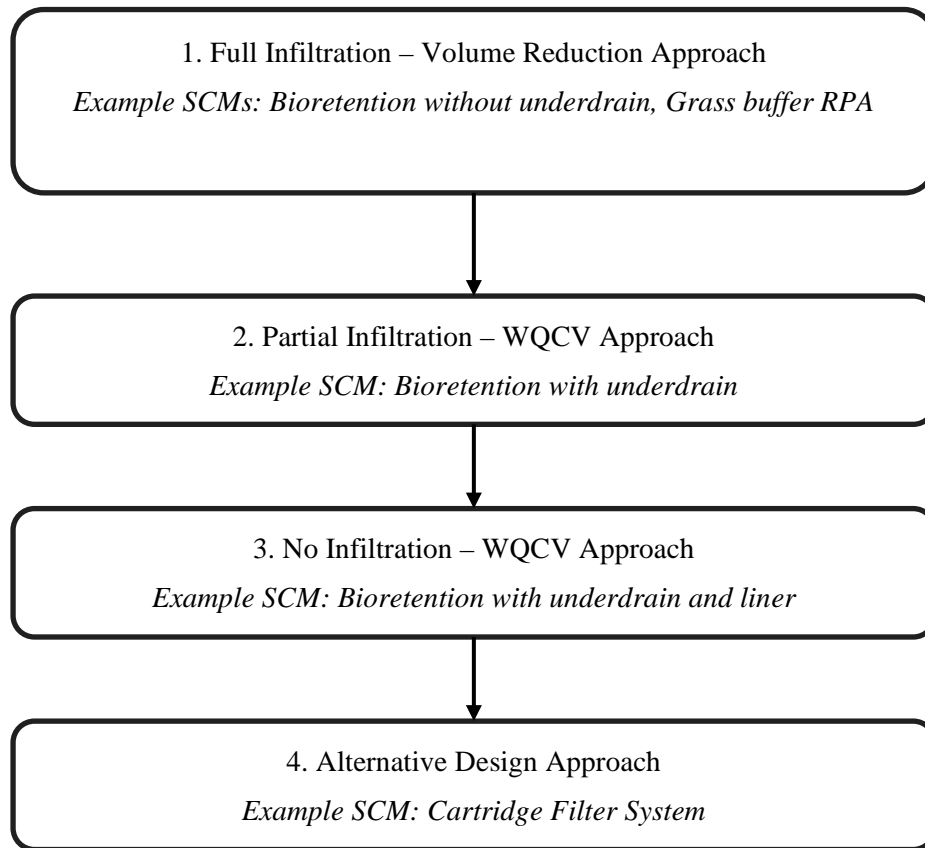 1. Full Infiltration – Volume Reduction Approach
Example SCMs: Bioretention without underdrain, Grass buffer RPA
2. Partial Infiltration – WQCV Approach
Example SCM: Bioretention with underdrain
3. No Infiltration – WQCV Approach
Example SCM: Bioretention with underdrain and liner
4. Alternative Design Approach
Example SCM: Cartridge Filter System